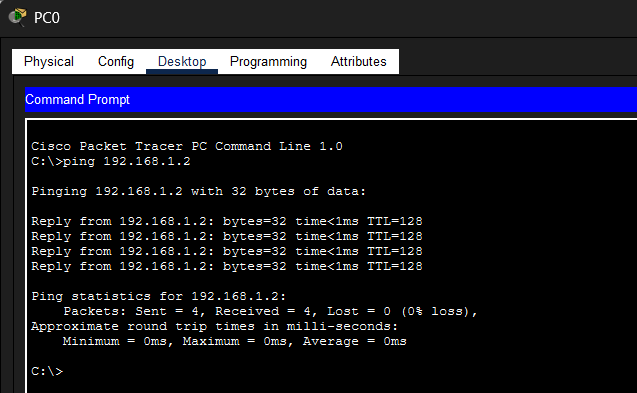 PC0
Physical Config Desktop Programming Attributes
Command Prompt
Cisco Packet Tracer PC Command Line 1.0
C:\>ping 192.168.1.2
Pinging 192.168.1.2 with 32 bytes of data:
Reply from 192.168.1.2: bytes=32 time<1ms TTL=128
Reply from 192.168.1.2: bytes=32 time<1ms TTL=128
Reply from 192.168.1.2: bytes=32 time<1ms TTL=128
Reply from 192.168.1.2: bytes=32 time<1ms TTL=128
Ping statistics for 192.168.1.2:
Packets: Sent = 4, Received = 4, Lost = 0 (0% loss),
Approximate round trip times in milli-seconds:
Minimum = 0ms, Maximum = 0ms, Average = 0ms
C:\>